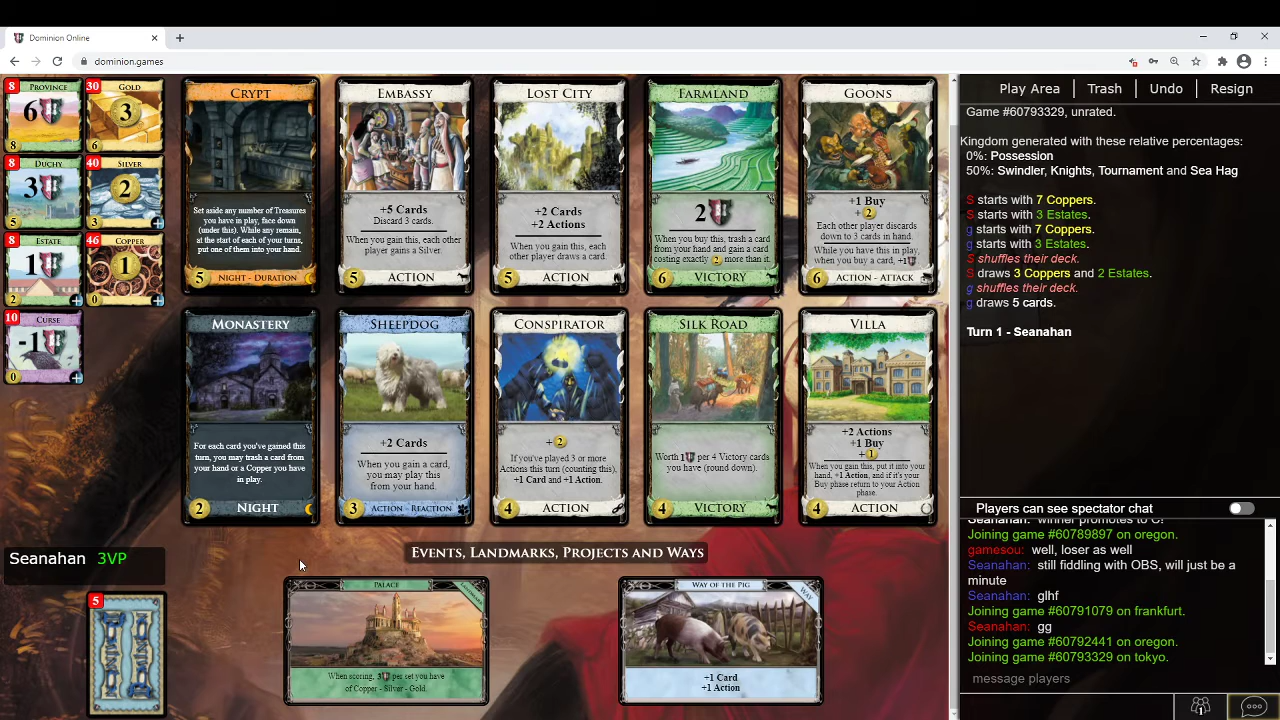 Dominion Online
dominion.games
8
PROVINCE
6
8
30
GOLD
3
6
8
DUCHY
3
5
40
SILVER
2
3
8
ESTATE
1
2
46
COPPER
1
0
10
CURSE
-1
0
CRYPT
Set aside any number of Treasures
you have in play, face down
(under this). While any remain,
at the start of each of your turns,
put one of them into your hand.
5
NIGHT - DURATION
EMBASSY
+5 Cards
Discard 3 cards.
When you gain this, each other
player gains a Silver.
5
ACTION
LOST CITY
+2 Cards
+2 Actions
When you gain this, each
other player draws a card.
5
ACTION
FARMLAND
2
When you buy this, trash a card
from your hand and gain a card
costing exactly 2 more than it.
6
VICTORY
GOONS
+1 Buy
+ 2
Each other player discards
down to 3 cards in hand.
While you have this in play,
when you buy a card, +1
6
ACTION - ATTACK
MONASTERY
For each card you've gained this
turn, you may trash a card from
your hand or a Copper you have
in play.
2
NIGHT
SHEEPDOG
+2 Cards
When you gain a card,
you may play this
from your hand.
3
ACTION - REACTION
CONSPIRATOR
+ 2
If you've played 3 or more
Actions this turn (counting this),
+1 Card and +1 Action.
4
ACTION
SILK ROAD
Worth 1 per 4 Victory cards
you have (round down).
4
VICTORY
VILLA
+2 Actions
+1 Buy
+ 1
When you gain this, put it into your
hand, +1 Action, and if it's your
Buy phase return to your Action
phase.
4
ACTION
EVENTS, LANDMARKS, PROJECTS AND WAYS
Seanahan 3VP
5
PALACE
LANDMARK
When scoring, 3 per set you have
of Copper - Silver - Gold.
WAY OF THE PIG
WAY
+1 Card
+1 Action
Play Area
Trash
Undo
Resign
Game #60793329, unrated.
Kingdom generated with these relative percentages:
0%: Possession
50%: Swindler, Knights, Tournament and Sea Hag
S starts with 7 Coppers.
S starts with 3 Estates.
g starts with 7 Coppers.
g starts with 3 Estates.
S shuffles their deck.
S draws 3 Coppers and 2 Estates.
g shuffles their deck.
g draws 5 cards.
Turn 1 - Seanahan
Players can see spectator chat
Seanahan: winner promotes to C!
Joining game #60789897 on oregon.
gamesou: well, loser as well
Seanahan: still fiddling with OBS, will just be a
minute
Seanahan: glhf
Joining game #60791079 on frankfurt.
Seanahan: gg
Joining game #60792441 on oregon.
Joining game #60793329 on tokyo.
message players